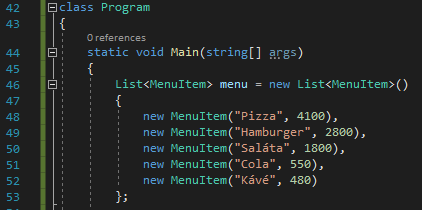 42 class Program
43 {
0 references
44 static void Main(string[] args)
45 {
46 List<MenuItem> menu = new List<MenuItem>()
47 {
48 new MenuItem("Pizza", 4100),
49 new MenuItem("Hamburger", 2800),
50 new MenuItem("Saláta", 1800),
51 new MenuItem("Cola", 550),
52 new MenuItem("Kávé", 480)
53 };